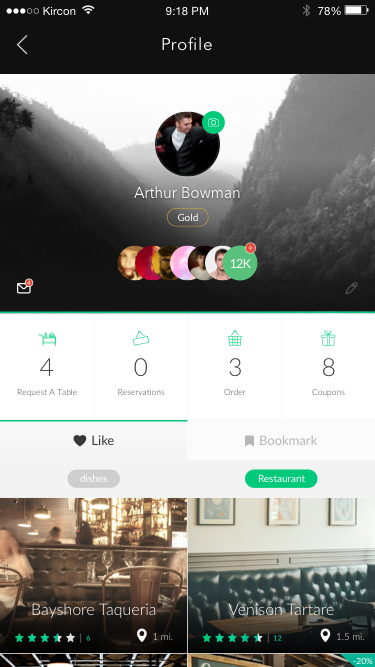 Kircon 9:18 PM 78%
Profile
Arthur Bowman
Gold
12K
4 0 3 8
Request A Table Reservations Order Coupons
Like Bookmark
dishes Restaurant
Bayshore Taqueria Venison Tartare
| 6 1 mi. | 12 1.5 mi.
-20%